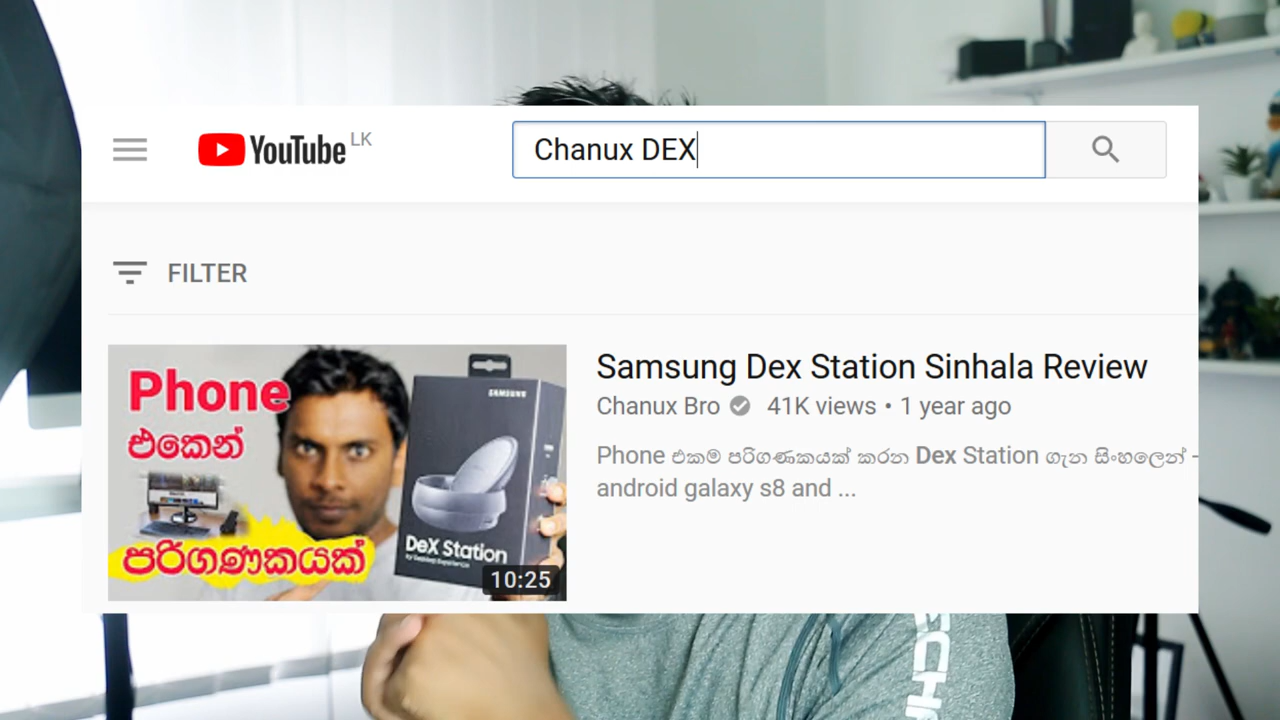 YouTube LK
Chanux DEX
FILTER
Phone
එකෙන්
පරිගණකයක්
SAMSUNG
DeX Station
10:25
Samsung Dex Station Sinhala Review
Chanux Bro 41K views • 1 year ago
Phone එකම පරිගණකයක් කරන Dex Station ගැන සිංහලෙන් -
android galaxy s8 and ...